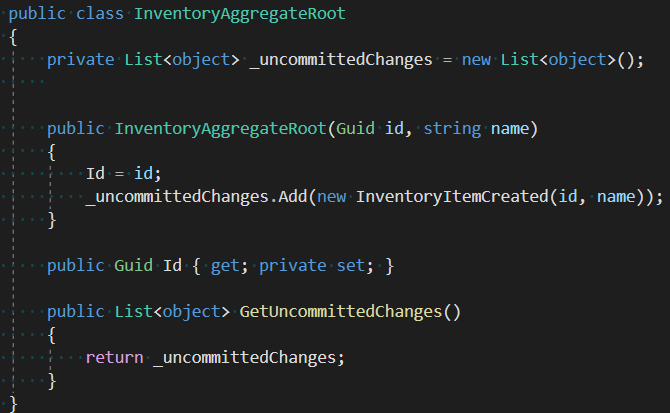 public class InventoryAggregateRoot
{
private List<object> _uncommittedChanges = new List<object>();
public InventoryAggregateRoot(Guid id, string name)
{
Id = id;
_uncommittedChanges.Add(new InventoryItemCreated(id, name));
}
public Guid Id { get; private set; }
public List<object> GetUncommittedChanges()
{
return _uncommittedChanges;
}
}